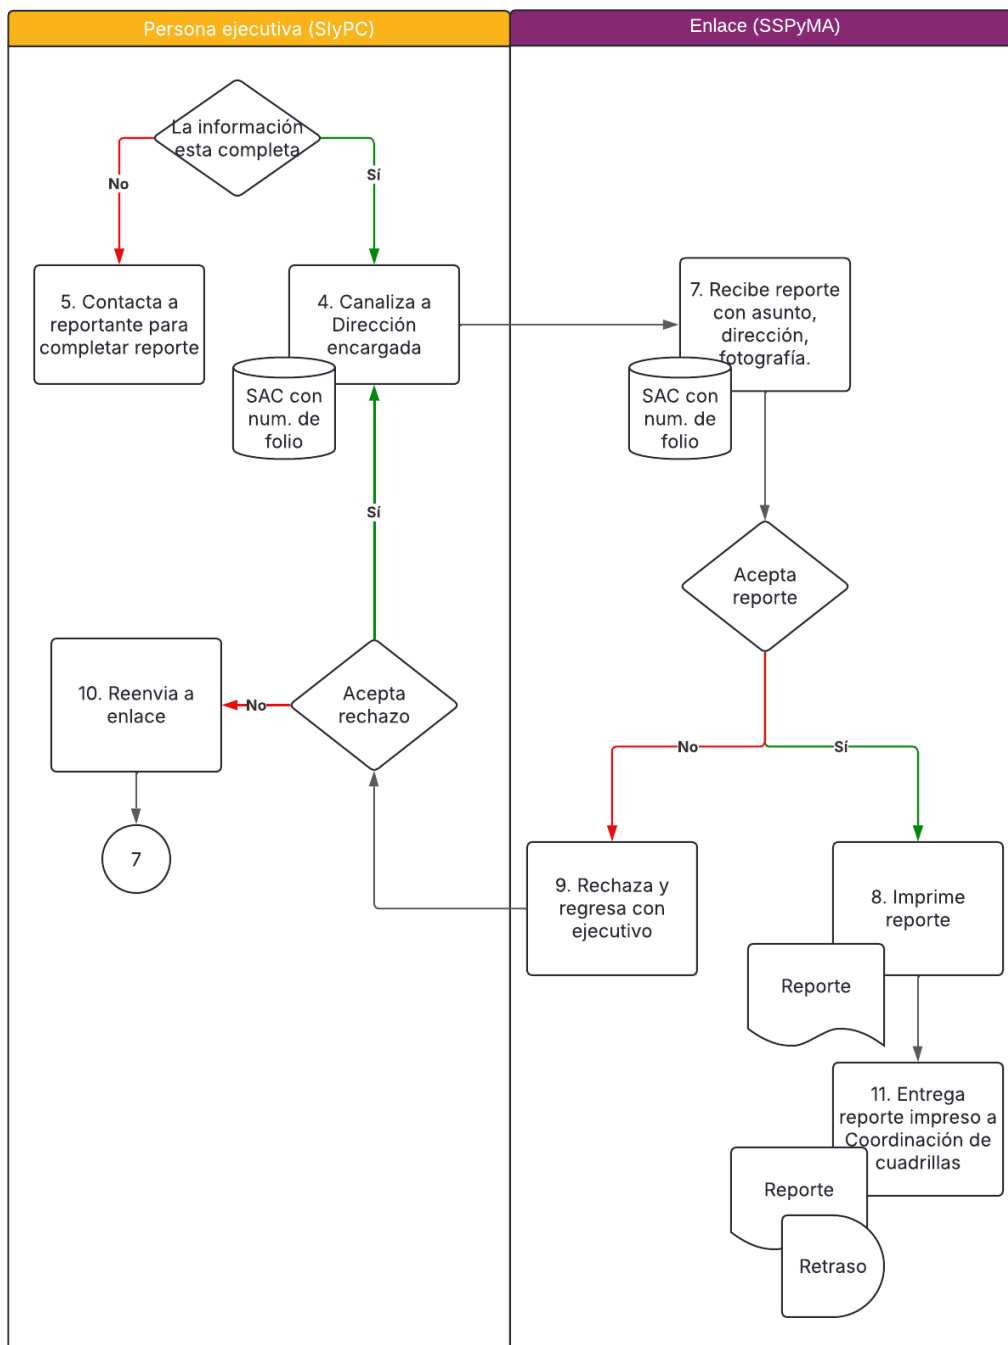 Persona ejecutiva (SIyPC)
Enlace (SSPyMA)
La información
esta completa
No
Sí
5. Contacta a
reportante para
completar reporte
4. Canaliza a
Dirección
encargada
SAC con
num. de
folio
7. Recibe reporte
con asunto,
dirección,
fotografía.
SAC con
num. de
folio
Sí
Acepta
reporte
10. Reenvia a
enlace
No
Acepta
rechazo
No
Sí
7
9. Rechaza y
regresa con
ejecutivo
8. Imprime
reporte
Reporte
11. Entrega
reporte impreso a
Coordinación de
cuadrillas
Reporte
Retraso